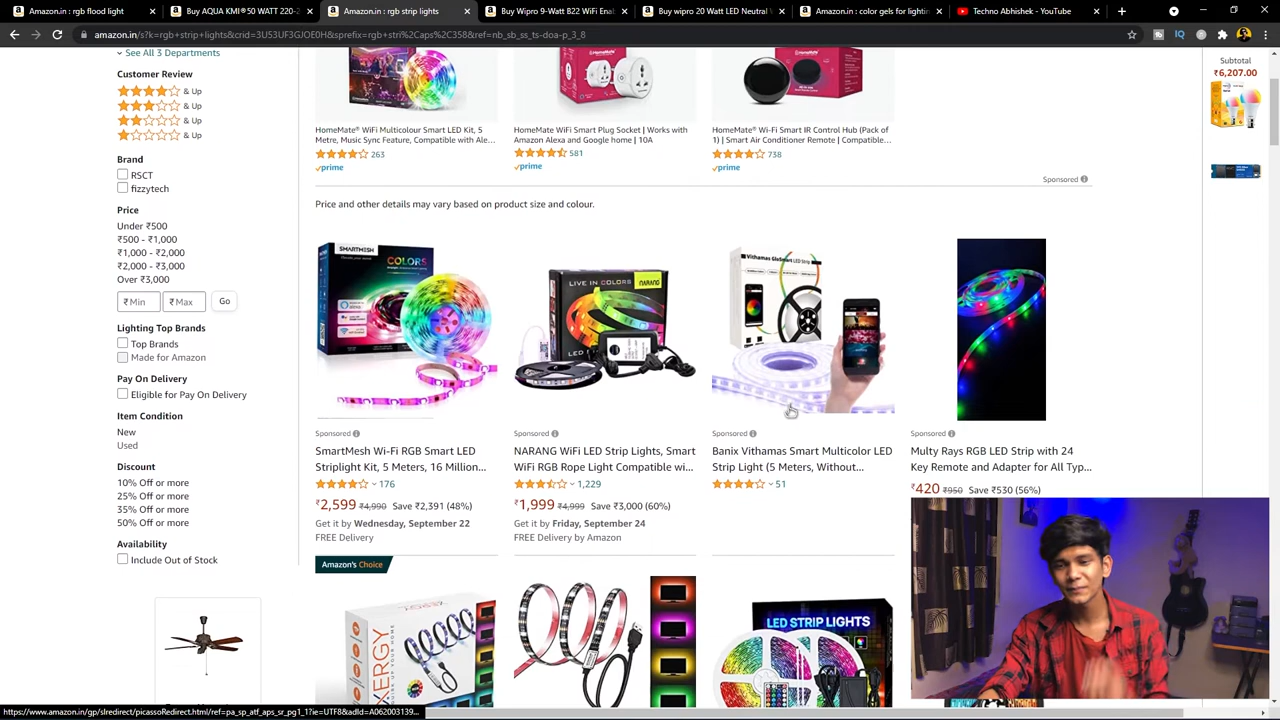 Amazon.in : rgb flood light
Buy AQUA KMI®50 WATT 220-2
Amazon.in : rgb strip lights
Buy Wipro 9-Watt B22 WiFi Enab
Buy wipro 20 Watt LED Neutral
Amazon.in : color gels for lightin
Techno Abhishek - YouTube
amazon.in/s?k=rgb+strip+lights&crid=3U53UF3GJOE0H&sprefix=rgb+stri%2Caps%2C358&ref=nb_sb_ss_ts-doa-p_3_8
See All 3 Departments
Customer Review
& Up
& Up
& Up
& Up
Brand
RSCT
fizzytech
Price
Under ₹500
₹500 - ₹1,000
₹1,000 - ₹2,000
₹2,000 - ₹3,000
Over ₹3,000
₹ Min ₹ Max Go
Lighting Top Brands
Top Brands
Made for Amazon
Pay On Delivery
Eligible for Pay On Delivery
Item Condition
New
Used
Discount
10% Off or more
25% Off or more
35% Off or more
50% Off or more
Availability
Include Out of Stock
HomeMate® WiFi Multicolour Smart LED Kit, 5
Metre, Music Sync Feature, Compatible with Ale...
263
prime
HomeMate WiFi Smart Plug Socket | Works with
Amazon Alexa and Google home | 10A
581
prime
HomeMate® Wi-Fi Smart IR Control Hub (Pack of
1) | Smart Air Conditioner Remote | Compatible...
738
prime
Sponsored
Price and other details may vary based on product size and colour.
SMARTMESH
COLORS
LIVE IN COLORS
NARANG
Vithamas GloSmart LED Strip
Sponsored
SmartMesh Wi-Fi RGB Smart LED
Striplight Kit, 5 Meters, 16 Million...
176
₹2,599 ₹4,990 Save ₹2,391 (48%)
Get it by Wednesday, September 22
FREE Delivery
Sponsored
NARANG WiFi LED Strip Lights, Smart
WiFi RGB Rope Light Compatible wi...
1,229
₹1,999 ₹4,999 Save ₹3,000 (60%)
Get it by Friday, September 24
FREE Delivery by Amazon
Sponsored
Banix Vithamas Smart Multicolor LED
Strip Light (5 Meters, Without...
51
Sponsored
Multy Rays RGB LED Strip with 24
Key Remote and Adapter for All Typ...
₹420 ₹950 Save ₹530 (56%)
Amazon's Choice
LED STRIP LIGHTS
Subtotal
₹6,207.00
https://www.amazon.in/gp/slredirect/picassoRedirect.html/ref=pa_sp_atf_aps_sr_pg1_1?ie=UTF8&adId=A062003139...